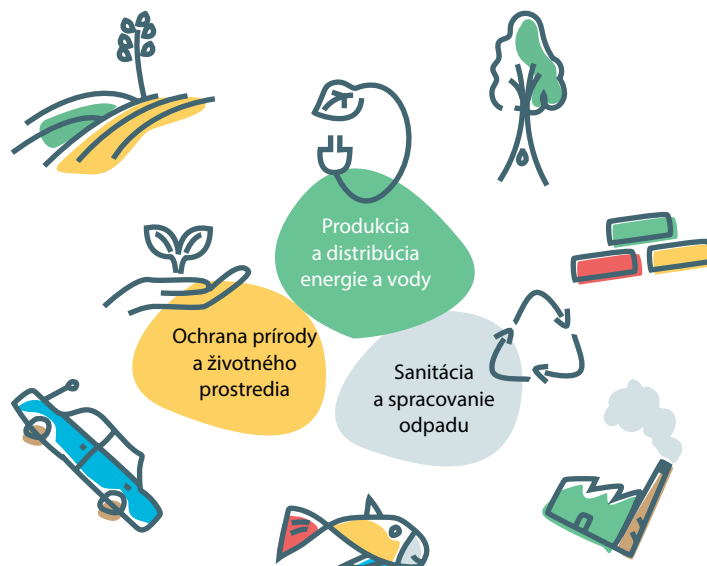 Produkcia
a distribúcia
energie a vody
Ochrana prírody
a životného
prostredia
Sanitácia
a spracovanie
odpadu